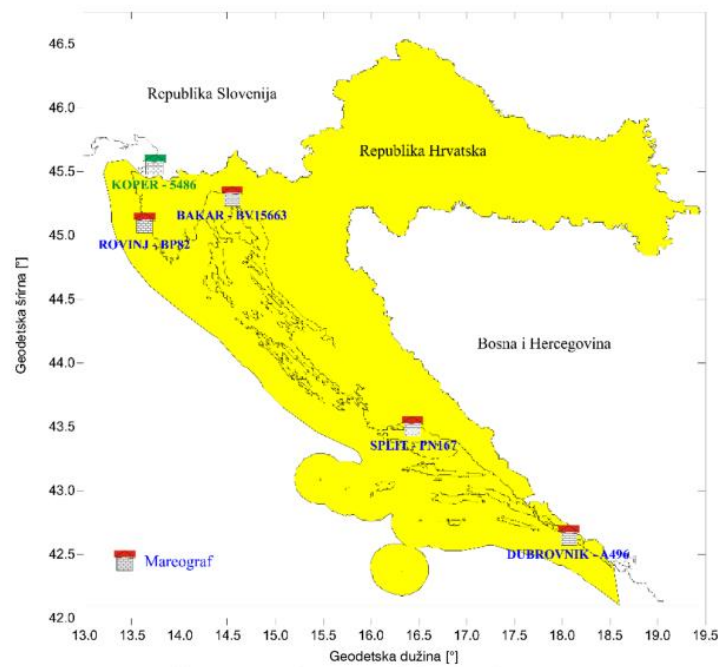 46.5
Republika Slovenija
46.0
Republika Hrvatska
45.5
KOPER - 5486
BAKAR - BV15663
45.0
ROVINJ - BP82
44.5
Geodetska širina [°]
Bosna i Hercegovina
44.0
43.5
SPLIT - PN167
43.0
42.5
Mareograf
DUBROVNIK - A496
42.0
13.0 13.5 14.0 14.5 15.0 15.5 16.0 16.5 17.0 17.5 18.0 18.5 19.0 19.5
Geodetska dužina [°]